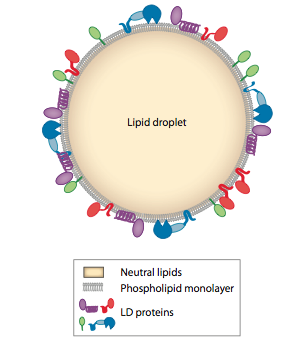 Lipid droplet
Neutral lipids
Phospholipid monolayer
LD proteins